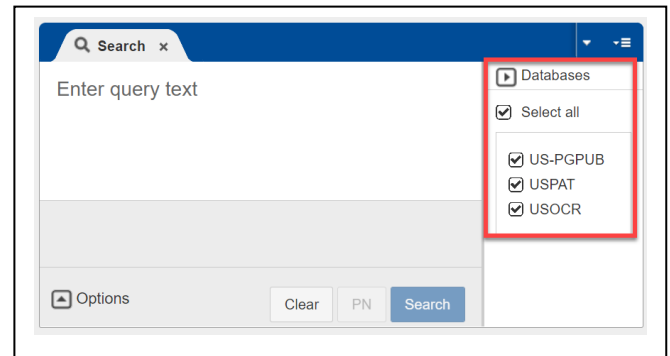 Search x
Enter query text
Databases
Select all
US-PGPUB
USPAT
USOCR
Options
Clear PN Search